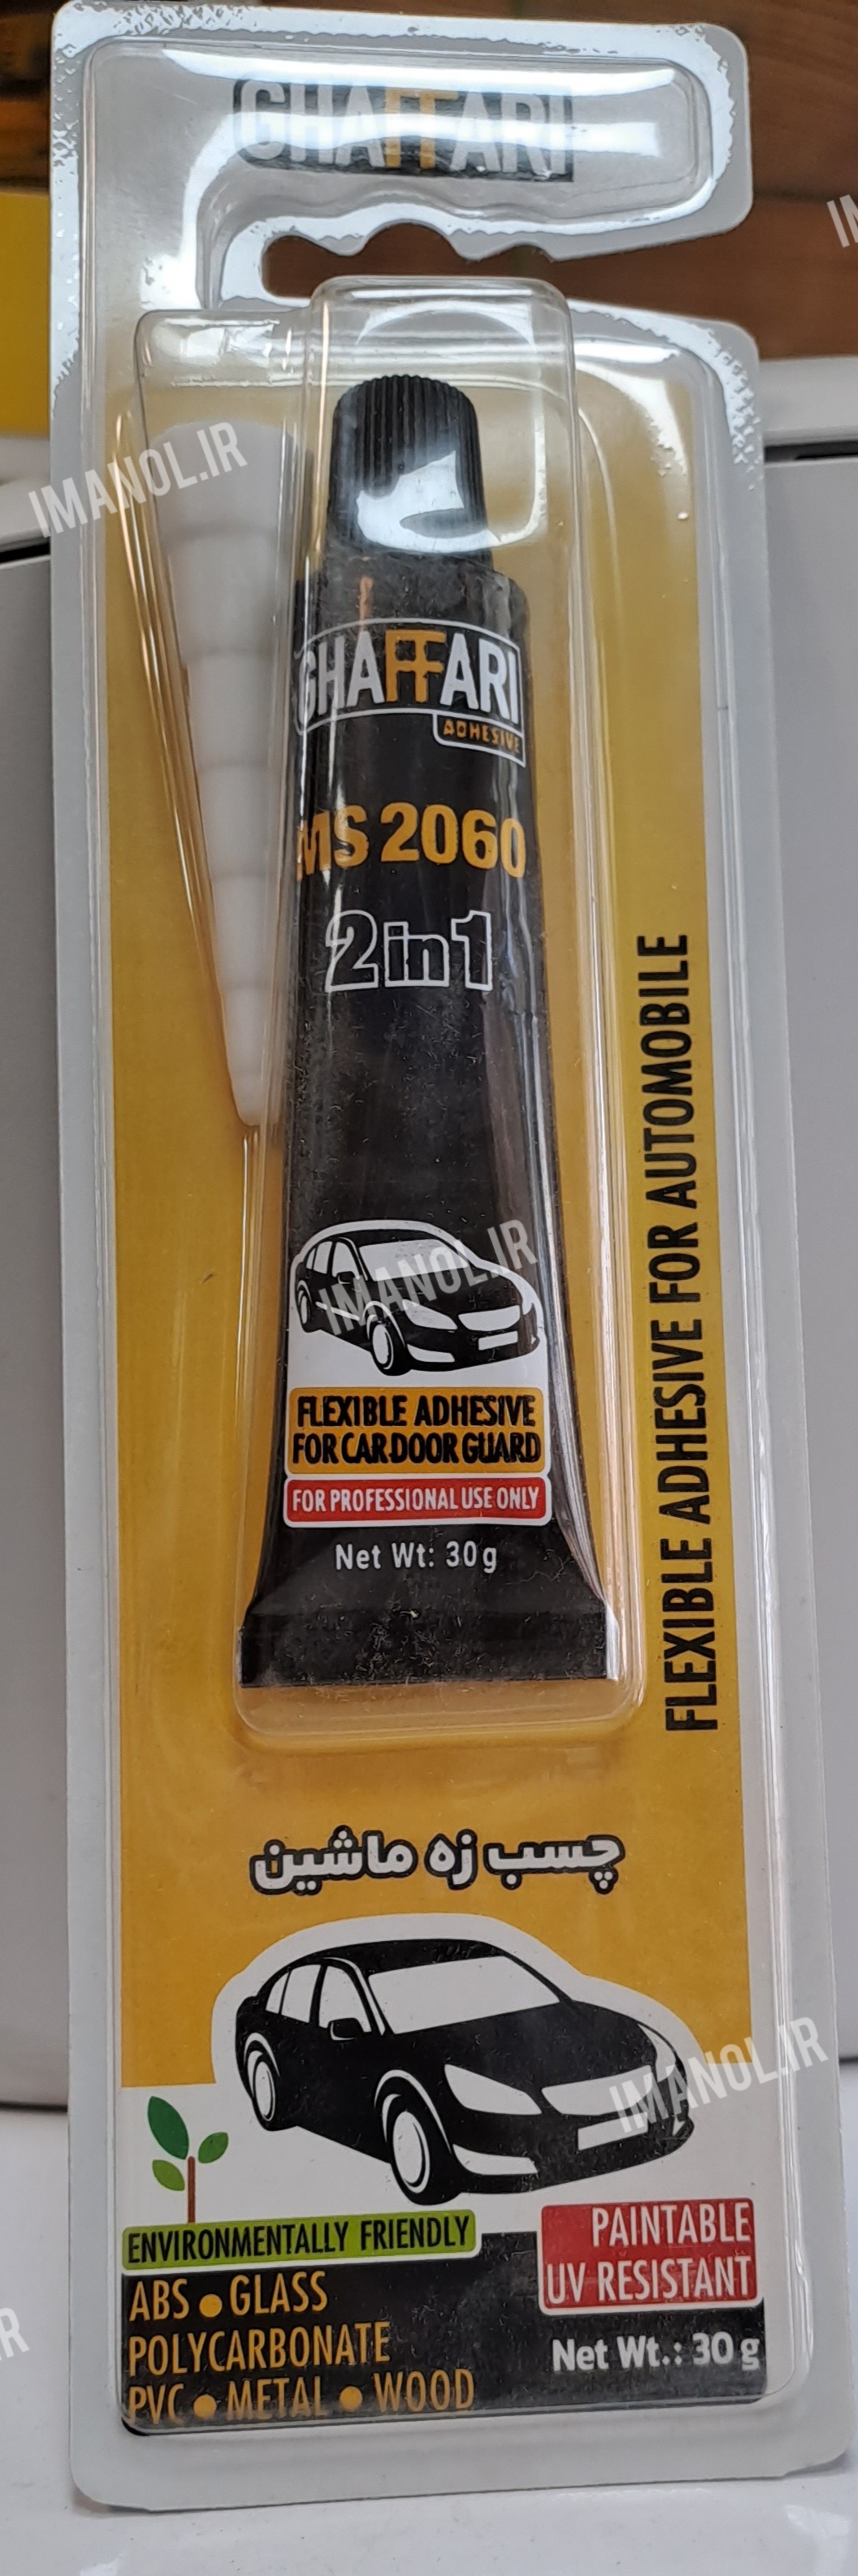 GHAFFARI
IMANOL.IR
GHAFFARI
ADHESIVE
MS 2060
2in1
IMANOL.IR
FLEXIBLE ADHESIVE
FOR CAR DOOR GUARD
FOR PROFESSIONAL USE ONLY
Net Wt: 30g
FLEXIBLE ADHESIVE FOR AUTOMOBILE
چسب زه ماشین
IMANOL.IR
ENVIRONMENTALLY FRIENDLY
PAINTABLE
UV RESISTANT
ABS ● GLASS
POLYCARBONATE
PVC ● METAL ● WOOD
Net Wt.: 30 g